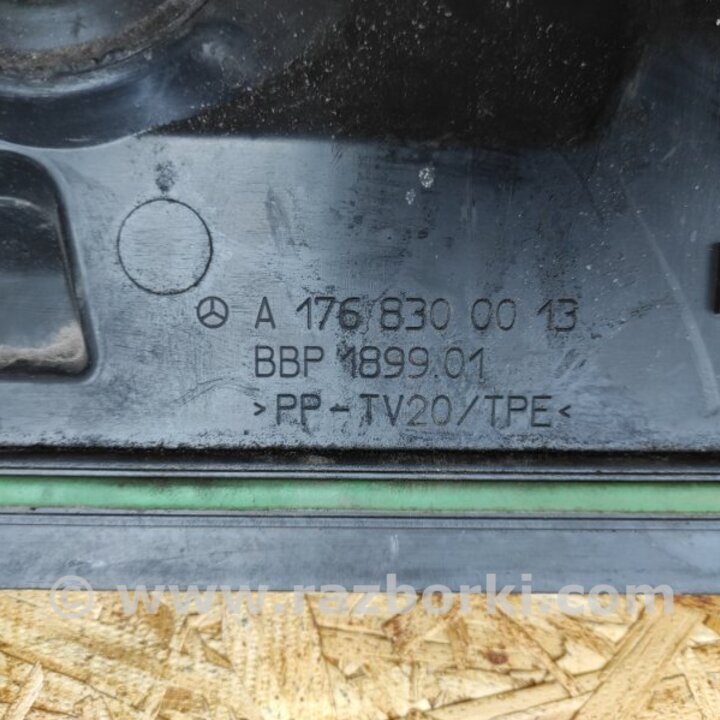 A 176 830 00 13
BBP 1899.01
>PP-TV20/TPE<
© www.razborki.com